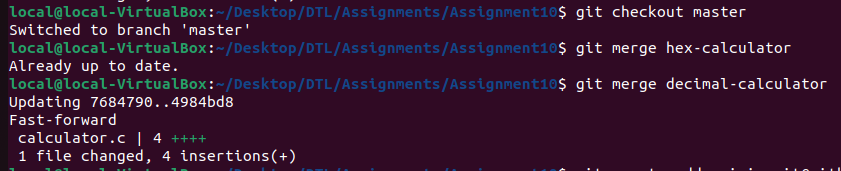 local@local-VirtualBox:~/Desktop/DTL/Assignments/Assignment10$ git checkout master
Switched to branch 'master'
local@local-VirtualBox:~/Desktop/DTL/Assignments/Assignment10$ git merge hex-calculator
Already up to date.
local@local-VirtualBox:~/Desktop/DTL/Assignments/Assignment10$ git merge decimal-calculator
Updating 7684790..4984bd8
Fast-forward
 calculator.c | 4 ++++
 1 file changed, 4 insertions(+)